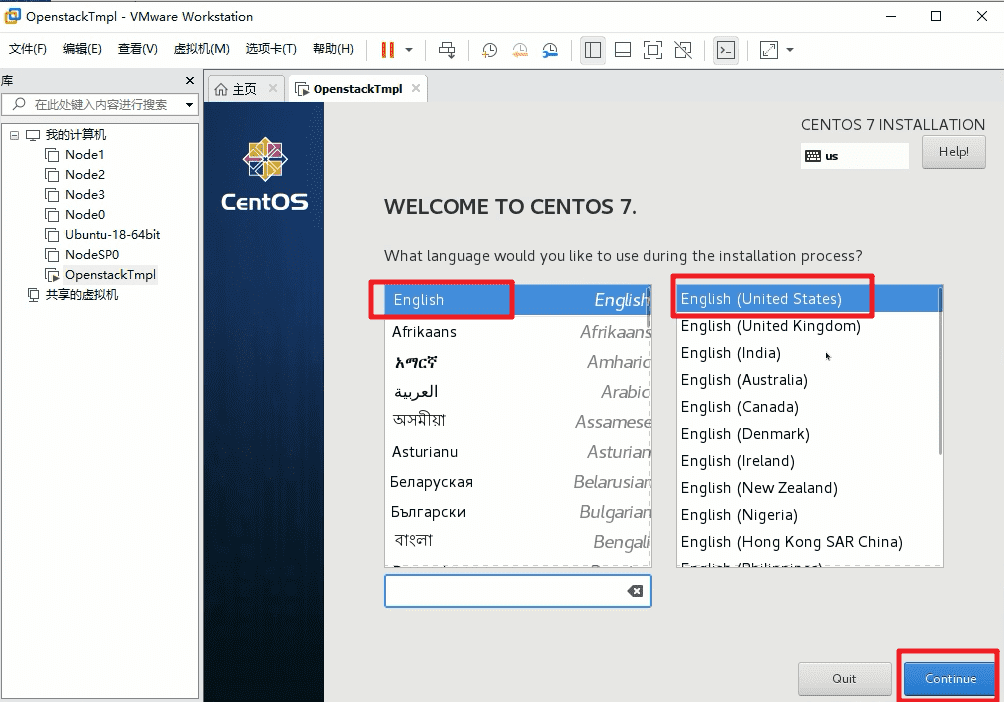 OpenstackTmpl - VMware Workstation
文件(F) 编辑(E) 查看(V) 虚拟机(M) 选项卡(T) 帮助(H)
库
在此处键入内容进行搜索
我的计算机
Node1
Node2
Node3
Node0
Ubuntu-18-64bit
NodeSP0
OpenstackTmpl
共享的虚拟机
主页
OpenstackTmpl
CentOS
CENTOS 7 INSTALLATION
us
Help!
WELCOME TO CENTOS 7.
What language would you like to use during the installation process?
English English
Afrikaans Afrikaans
አማርኛ Amharic
العربية Arabic
অসমীয়া Assamese
Asturianu Asturian
Беларуская Belarusian
Български Bulgarian
বাংলা Bengali
English (United States)
English (United Kingdom)
English (India)
English (Australia)
English (Canada)
English (Denmark)
English (Ireland)
English (New Zealand)
English (Nigeria)
English (Hong Kong SAR China)
English (Philippines)
Quit
Continue